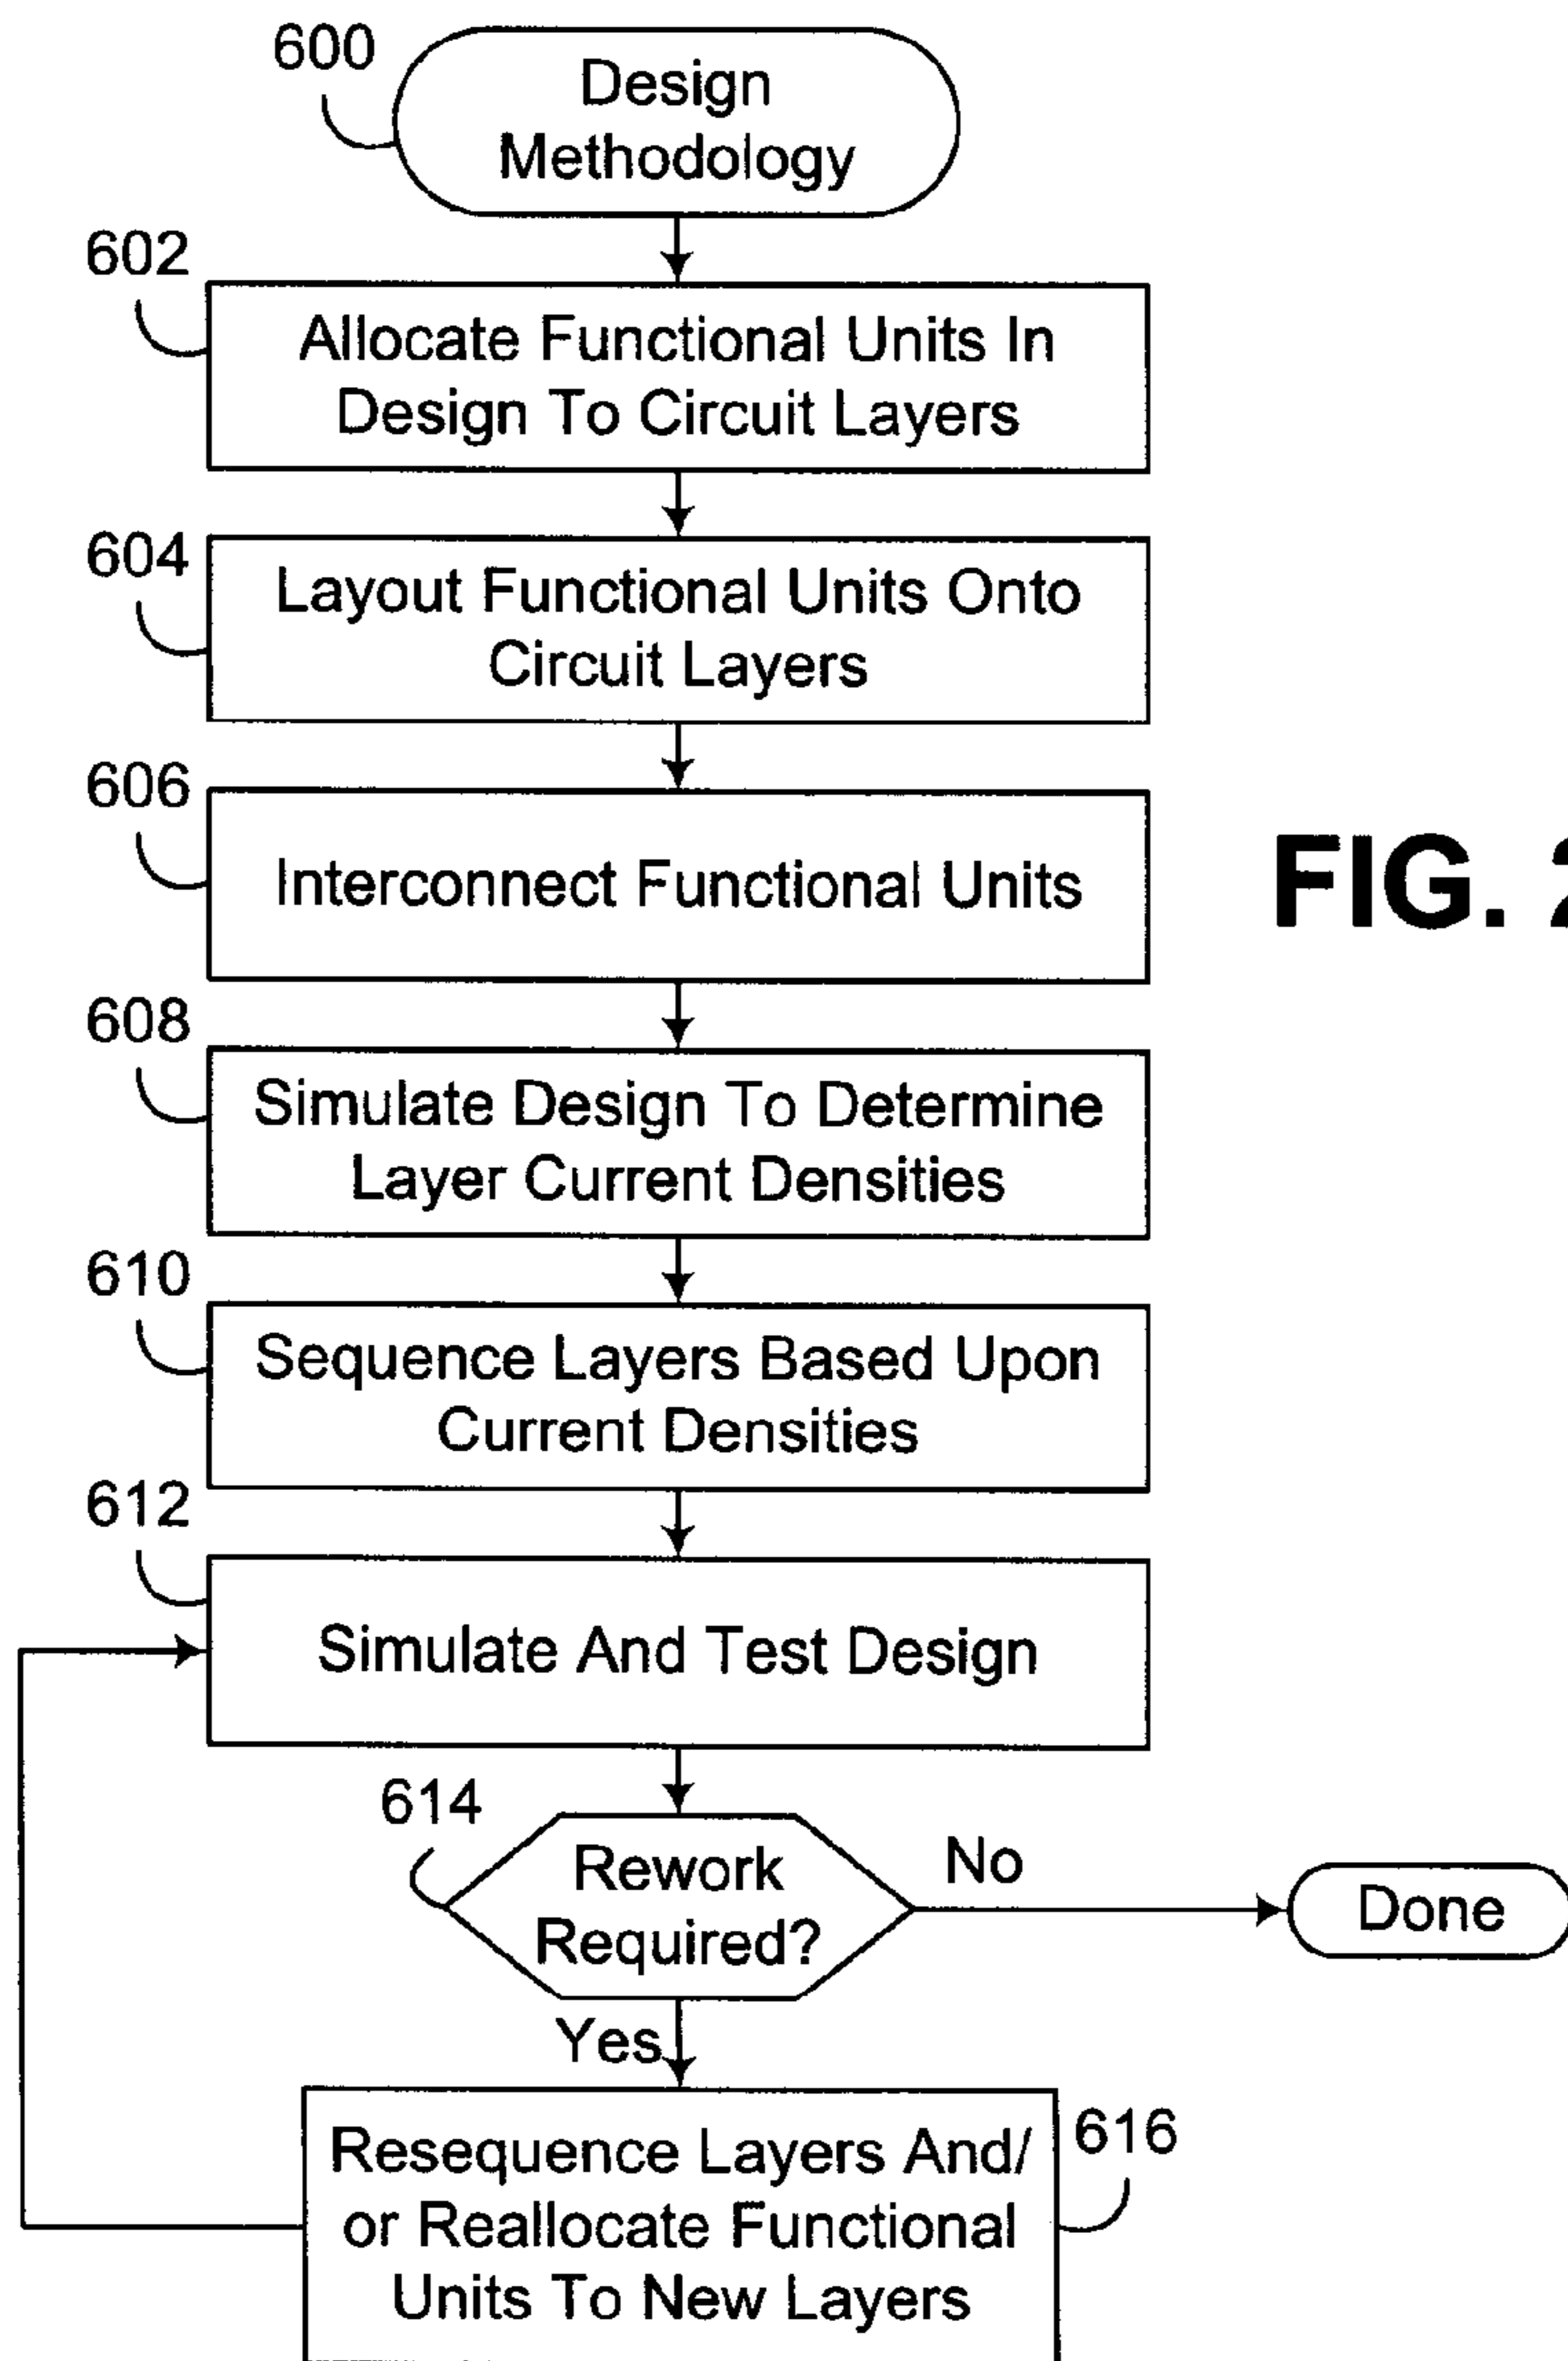 600
Design
Methodology
602
Allocate Functional Units In
Design To Circuit Layers
604
Layout Functional Units Onto
Circuit Layers
606
Interconnect Functional Units
FIG.
608
Simulate Design To Determine
Layer Current Densities
610
Sequence Layers Based Upon
Current Densities
612
Simulate And Test Design
614
Rework
Required?
No
Done
Yes
616
Resequence Layers And/
or Reallocate Functional
Units To New Layers